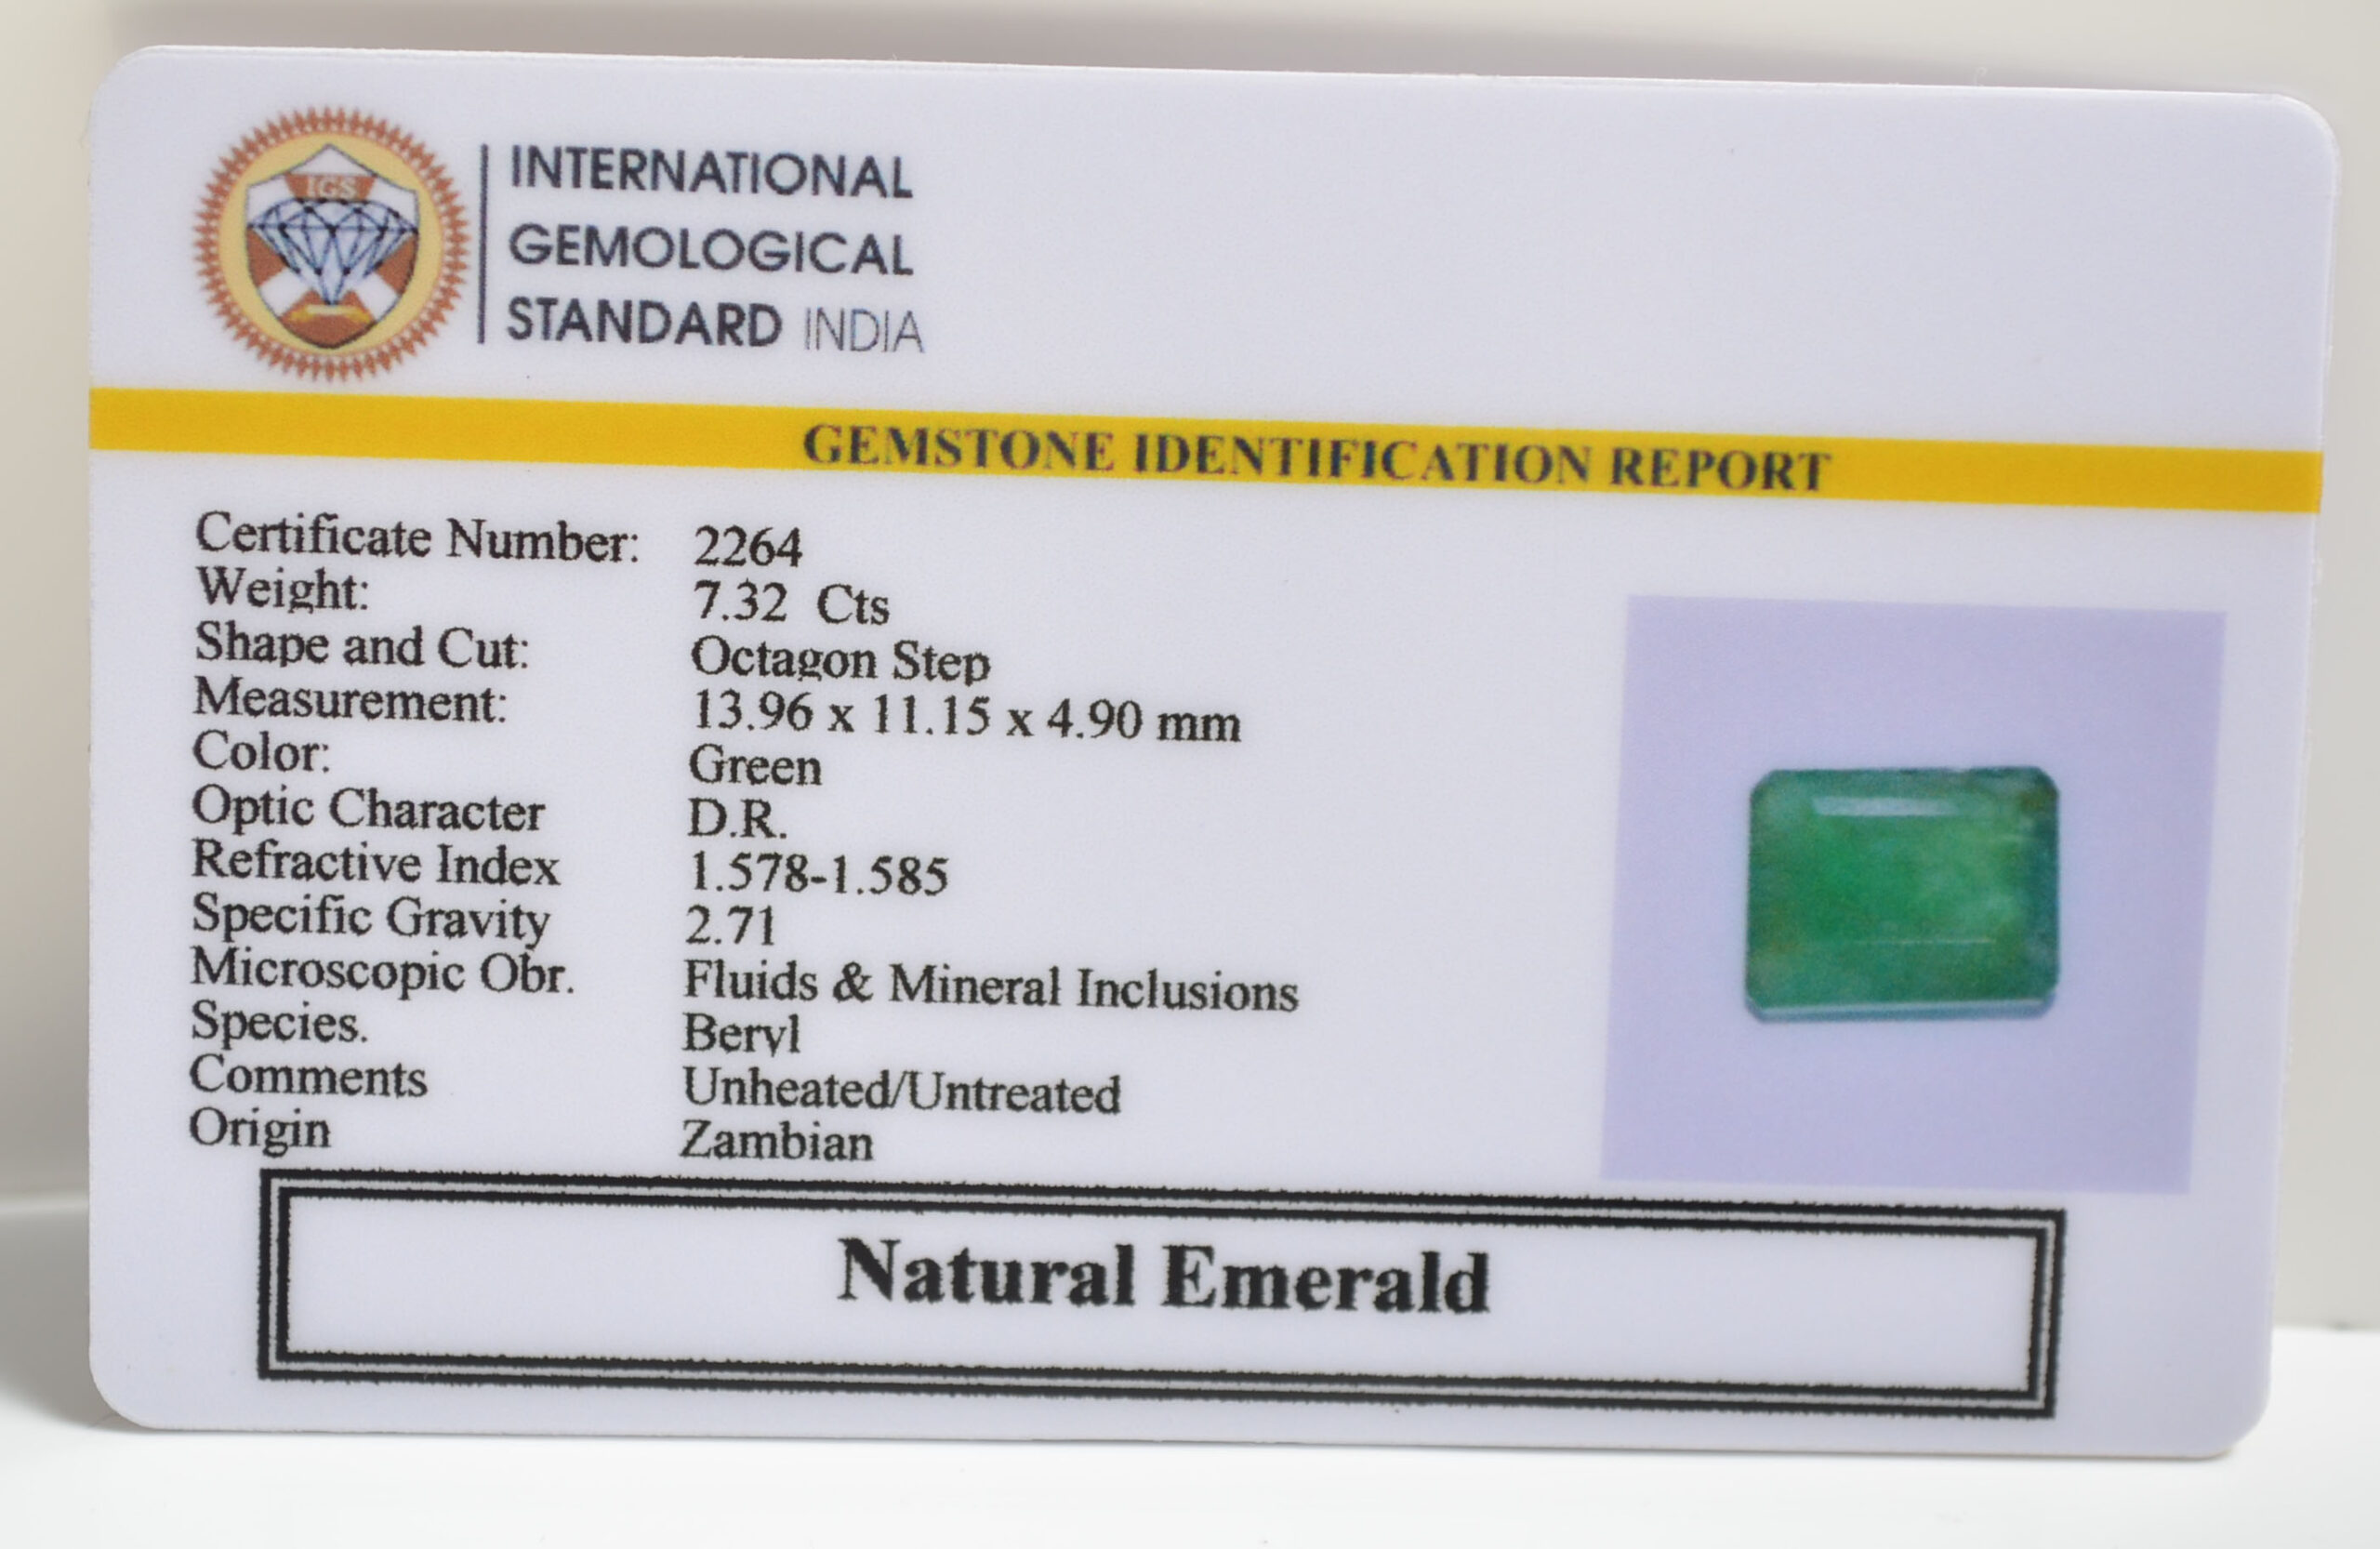 IGS
INTERNATIONAL
GEMOLOGICAL
STANDARD INDIA
GEMSTONE IDENTIFICATION REPORT
Certificate Number: 2264
Weight: 7.32 Cts
Shape and Cut: Octagon Step
Measurement: 13.96 x 11.15 x 4.90 mm
Color: Green
Optic Character D.R.
Refractive Index 1.578-1.585
Specific Gravity 2.71
Microscopic Obr. Fluids & Mineral Inclusions
Species. Beryl
Comments Unheated/Untreated
Origin Zambian
Natural Emerald